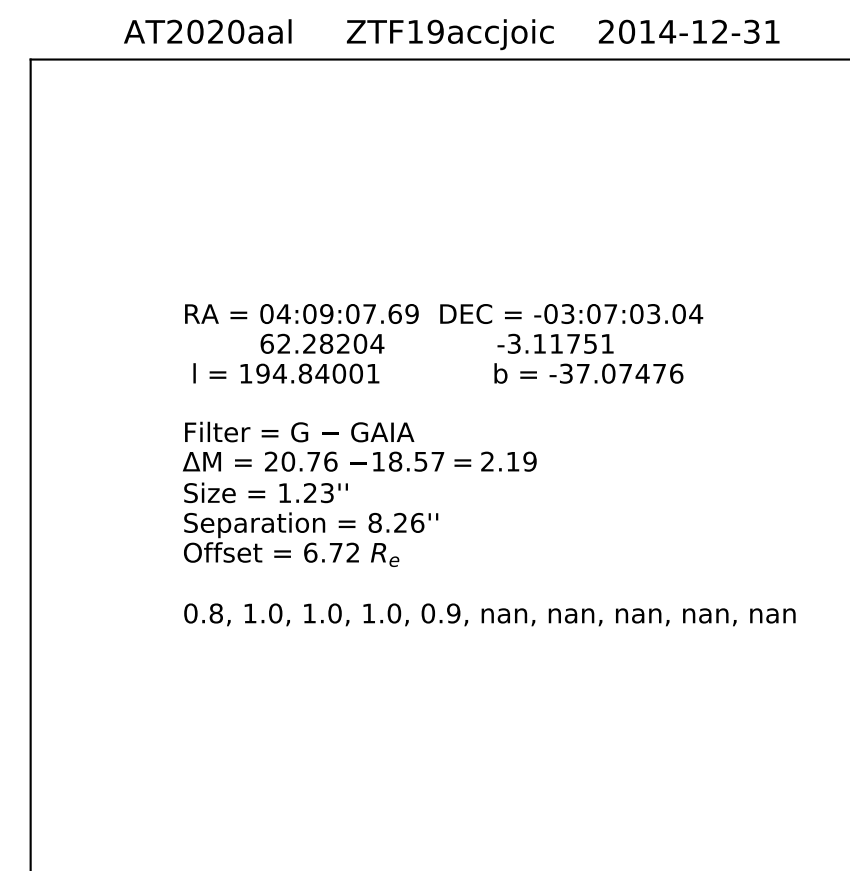 AT2020aal ZTF19accjoic 2014-12-31
RA = 04:09:07.69 DEC = -03:07:03.04
62.28204 -3.11751
l = 194.84001 b = -37.07476
Filter = G − GAIA
ΔM = 20.76 −18.57 = 2.19
Size = 1.23''
Separation = 8.26''
Offset = 6.72 Re
0.8, 1.0, 1.0, 1.0, 0.9, nan, nan, nan, nan, nan